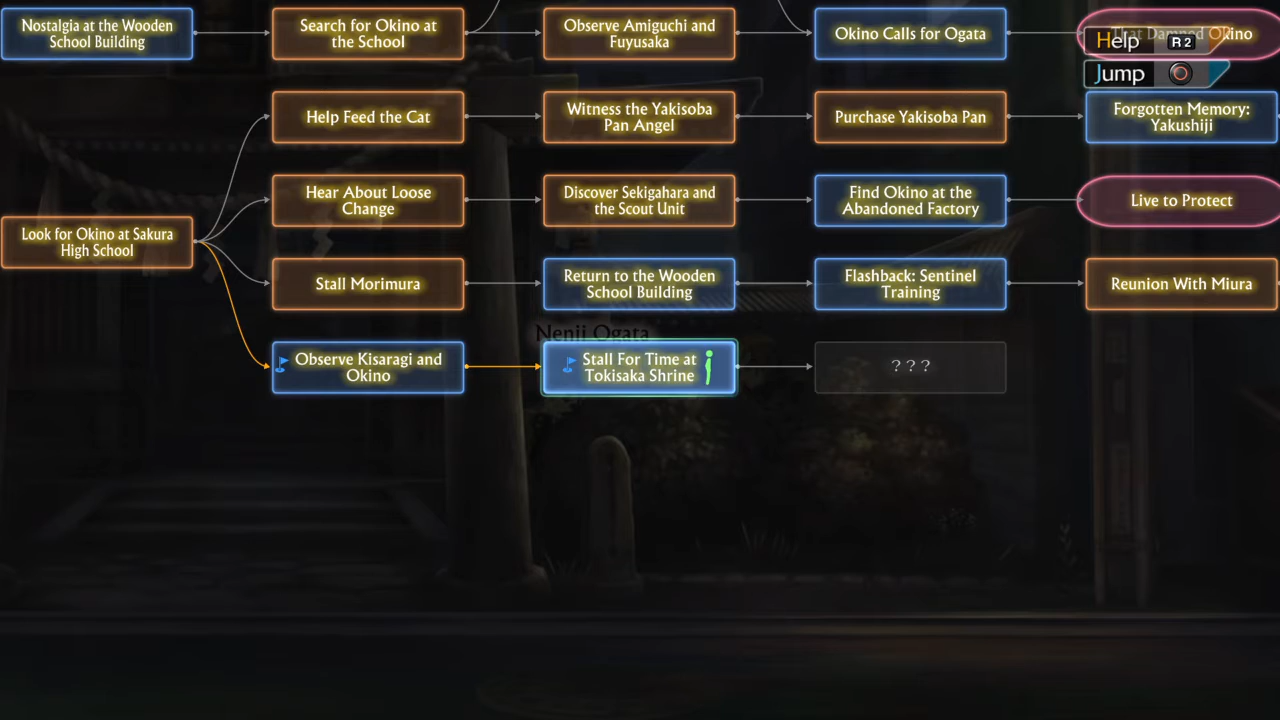 Nostalgia at the Wooden
School Building
Search for Okino at
the School
Observe Amiguchi and
Fuyusaka
Okino Calls for Ogata
That Damned Okino
Help R2
Jump
Help Feed the Cat
Witness the Yakisoba
Pan Angel
Purchase Yakisoba Pan
Forgotten Memory:
Yakushiji
Look for Okino at Sakura
High School
Hear About Loose
Change
Discover Sekigahara and
the Scout Unit
Find Okino at the
Abandoned Factory
Live to Protect
Stall Morimura
Return to the Wooden
School Building
Flashback: Sentinel
Training
Reunion With Miura
Nenji Ogata
Observe Kisaragi and
Okino
Stall For Time at
Tokisaka Shrine
???